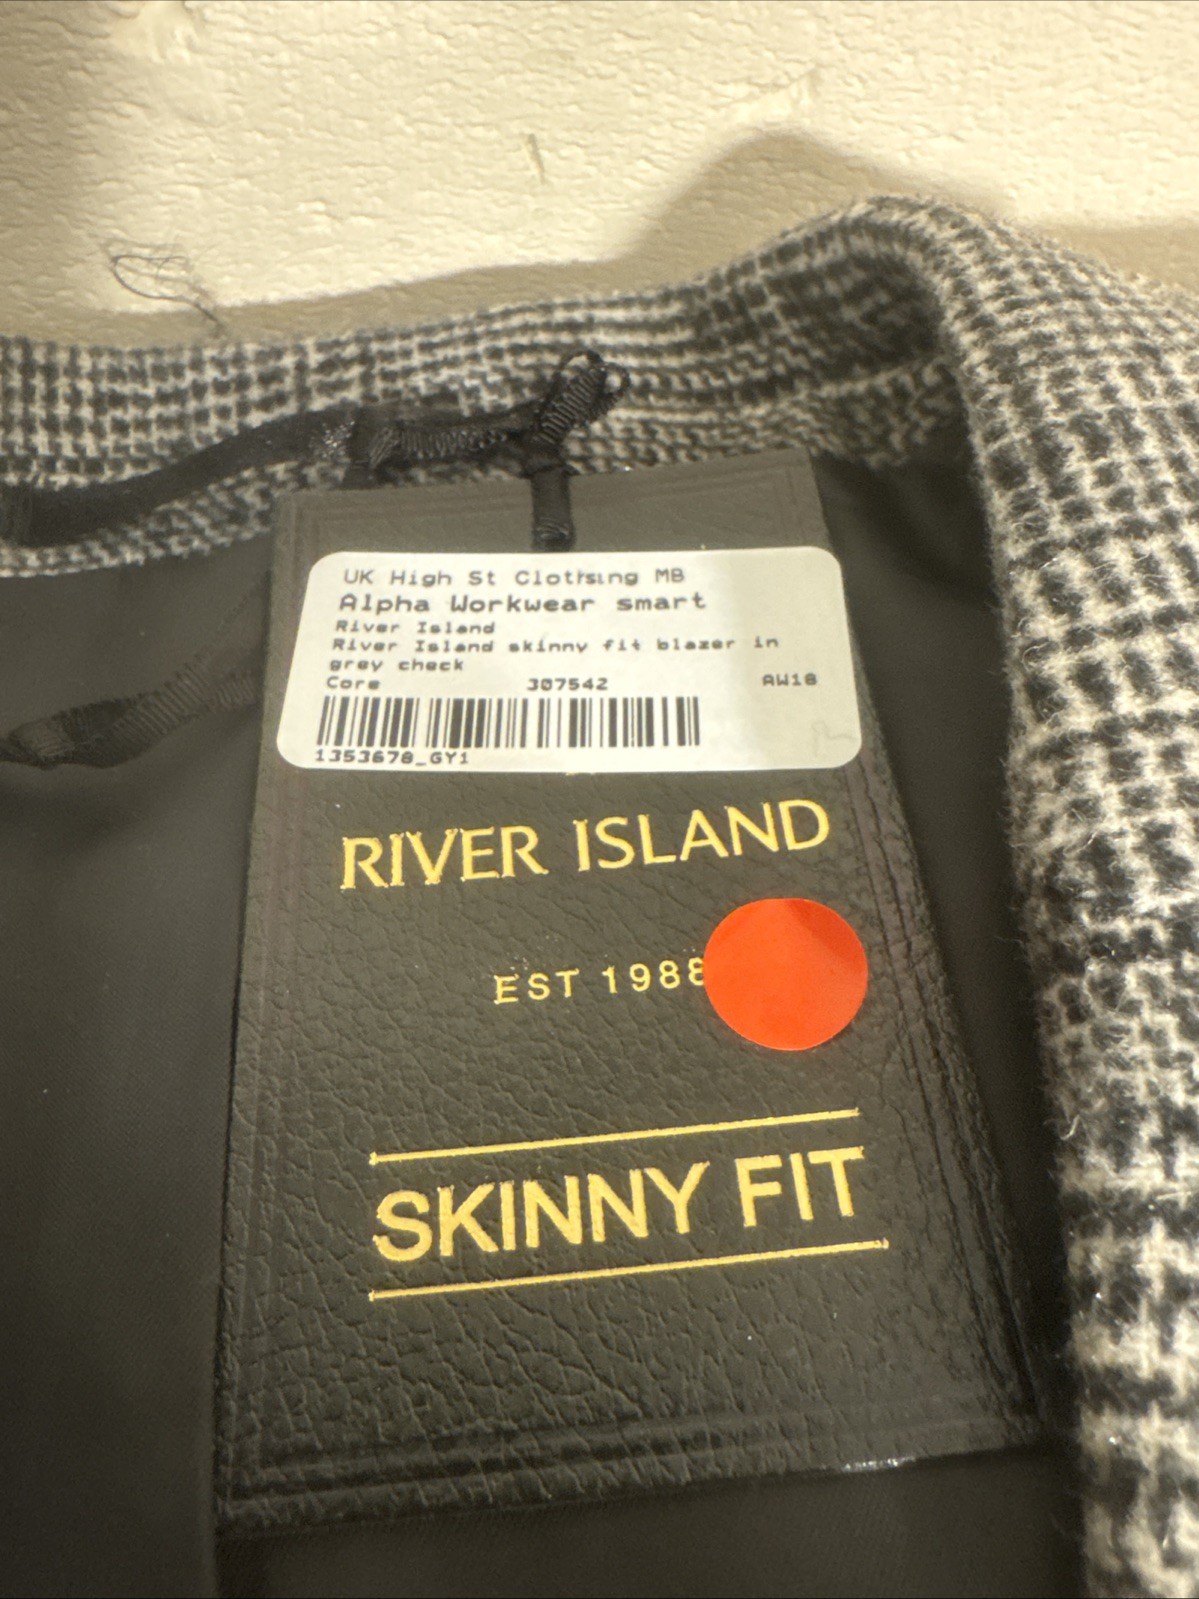 UK High St Clothing MB
Alpha Workwear smart
River Island
River Island skinny fit blazer in
grey check
Core 307542 AW18
1353678_GY1
RIVER ISLAND
EST 1988
SKINNY FIT